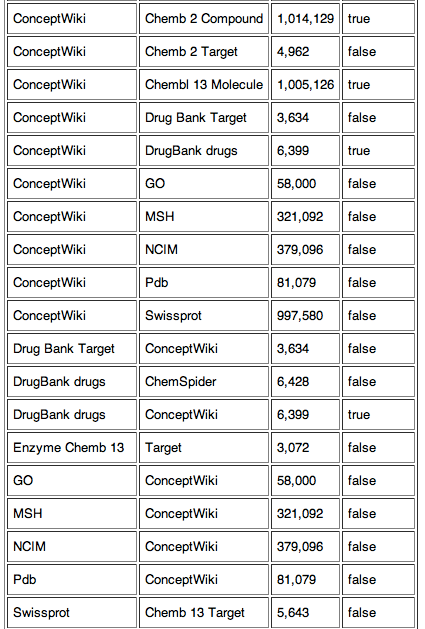 ConceptWiki Chemb 2 Compound 1,014,129 true
ConceptWiki Chemb 2 Target 4,962 false
ConceptWiki Chembl 13 Molecule 1,005,126 true
ConceptWiki Drug Bank Target 3,634 false
ConceptWiki DrugBank drugs 6,399 true
ConceptWiki GO 58,000 false
ConceptWiki MSH 321,092 false
ConceptWiki NCIM 379,096 false
ConceptWiki Pdb 81,079 false
ConceptWiki Swissprot 997,580 false
Drug Bank Target ConceptWiki 3,634 false
DrugBank drugs ChemSpider 6,428 false
DrugBank drugs ConceptWiki 6,399 true
Enzyme Chemb 13 Target 3,072 false
GO ConceptWiki 58,000 false
MSH ConceptWiki 321,092 false
NCIM ConceptWiki 379,096 false
Pdb ConceptWiki 81,079 false
Swissprot Chemb 13 Target 5,643 false